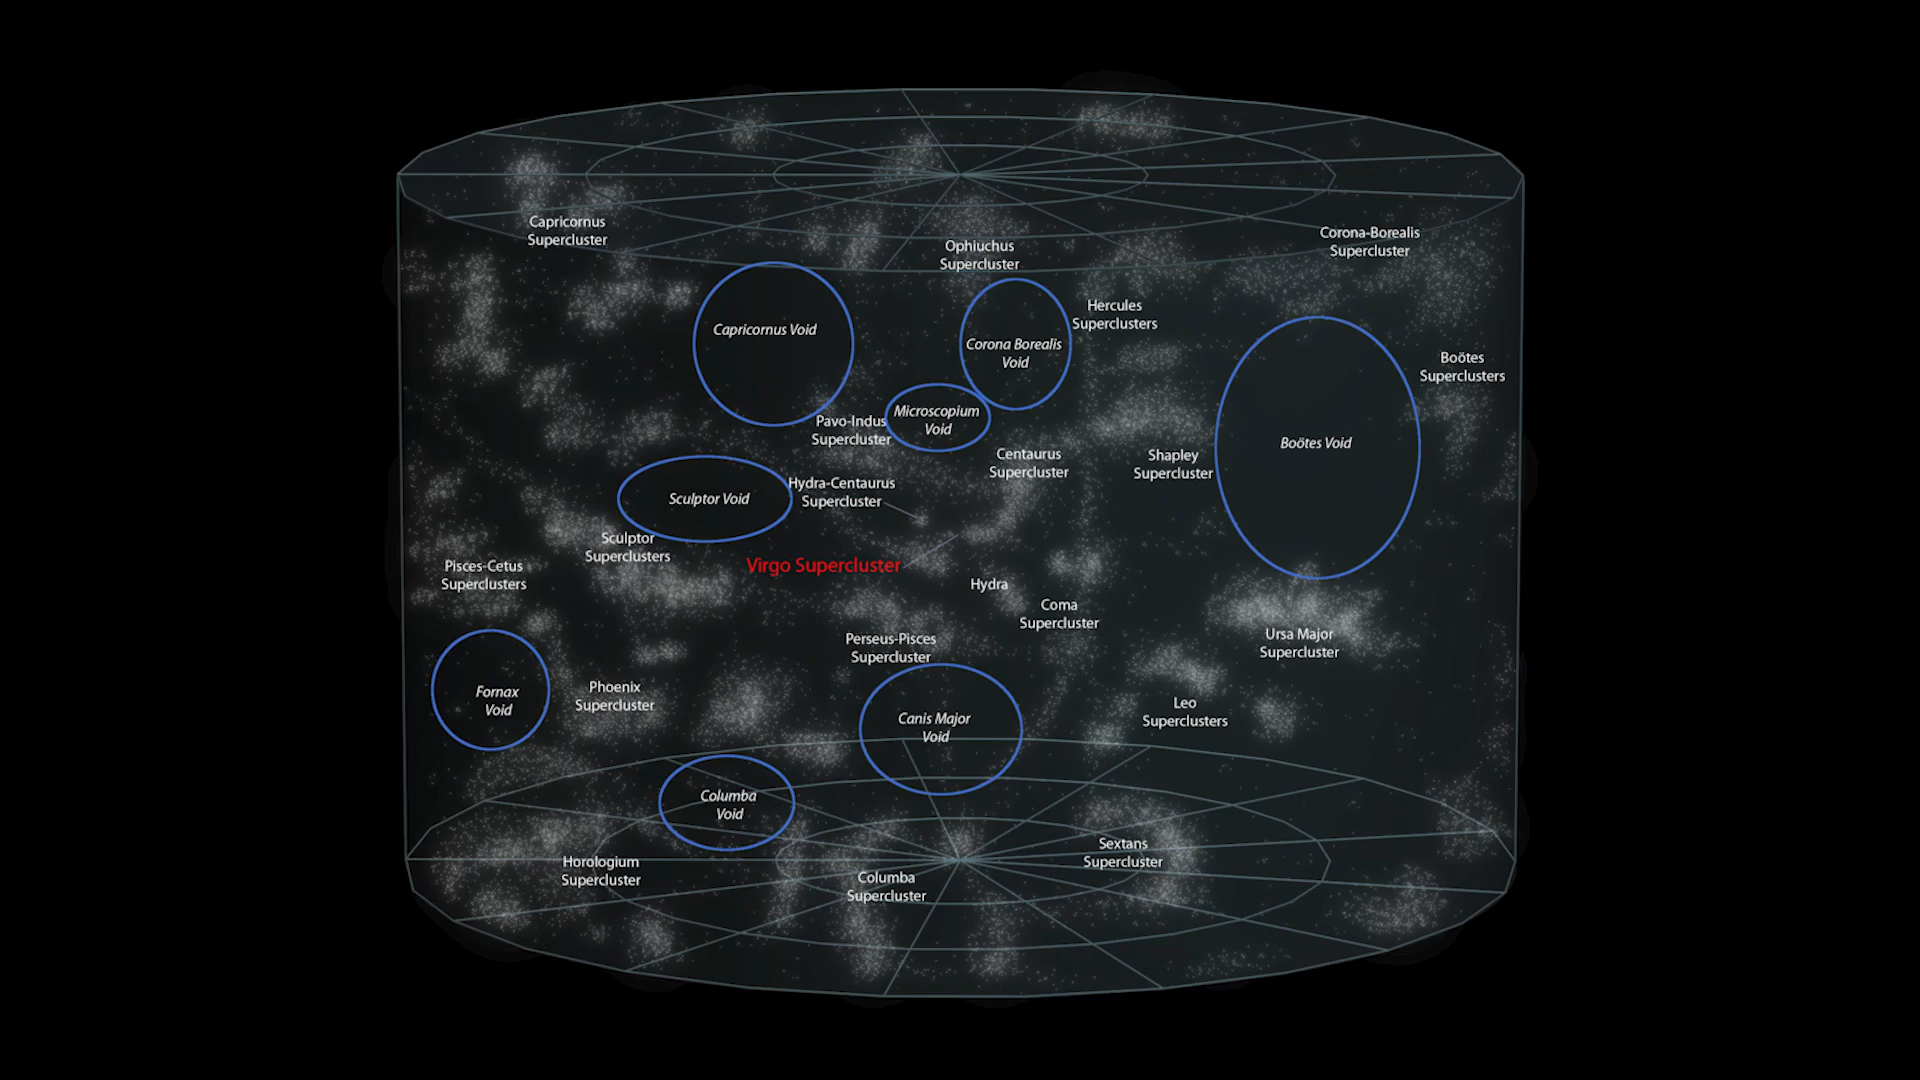 Capricornus
Supercluster
Ophiuchus
Supercluster
Corona-Borealis
Supercluster
Capricornus Void
Corona Borealis
Void
Hercules
Superclusters
Boötes
Superclusters
Microscopium
Void
Pavo-Indus
Supercluster
Centaurus
Supercluster
Shapley
Supercluster
Boötes Void
Sculptor Void
Hydra-Centaurus
Supercluster
Sculptor
Superclusters
Virgo Supercluster
Pisces-Cetus
Superclusters
Hydra
Coma
Supercluster
Perseus-Pisces
Supercluster
Ursa Major
Supercluster
Fornax
Void
Phoenix
Supercluster
Canis Major
Void
Leo
Superclusters
Columba
Void
Horologium
Supercluster
Columba
Supercluster
Sextans
Supercluster